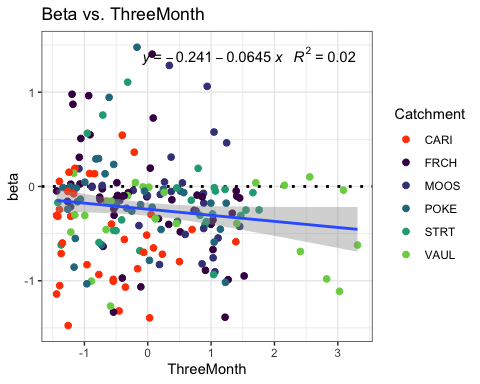 Beta vs. ThreeMonth
y = − 0.241 − 0.0645 x   R² = 0.02
Catchment
CARI
FRCH
MOOS
POKE
STRT
VAUL
beta
1
0
-1
-1 0 1 2 3
ThreeMonth